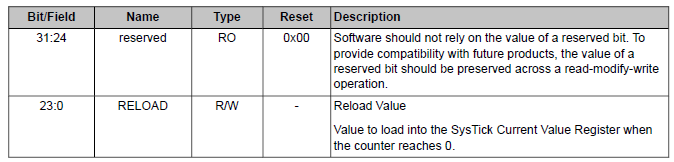 Bit/Field Name Type Reset Description
31:24 reserved RO 0x00 Software should not rely on the value of a reserved bit. To
provide compatibility with future products, the value of a
reserved bit should be preserved across a read-modify-write
operation.
23:0 RELOAD R/W - Reload Value
Value to load into the SysTick Current Value Register when
the counter reaches 0.